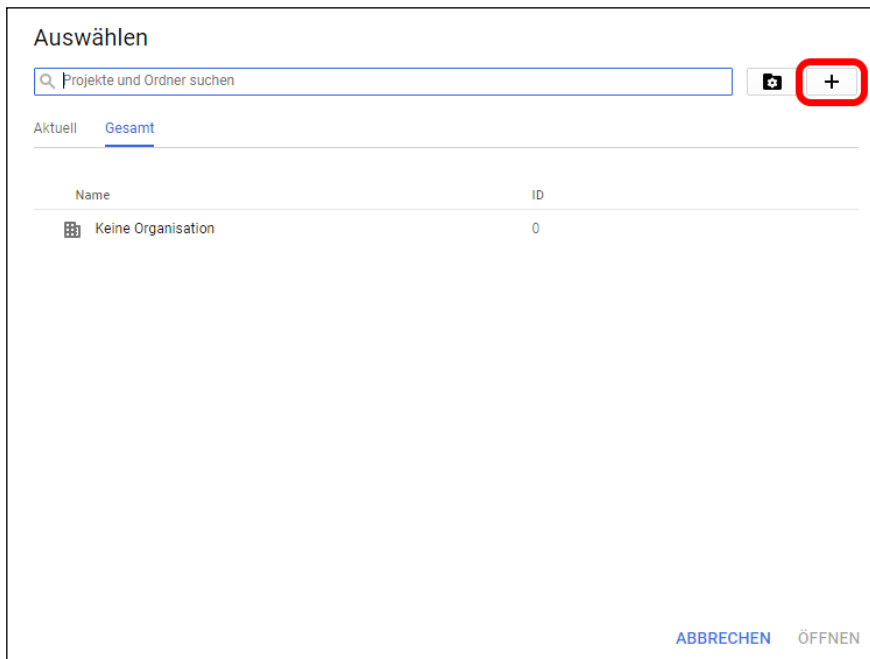 Auswählen
Projekte und Ordner suchen
Aktuell Gesamt
Name ID
Keine Organisation 0
ABBRECHEN ÖFFNEN